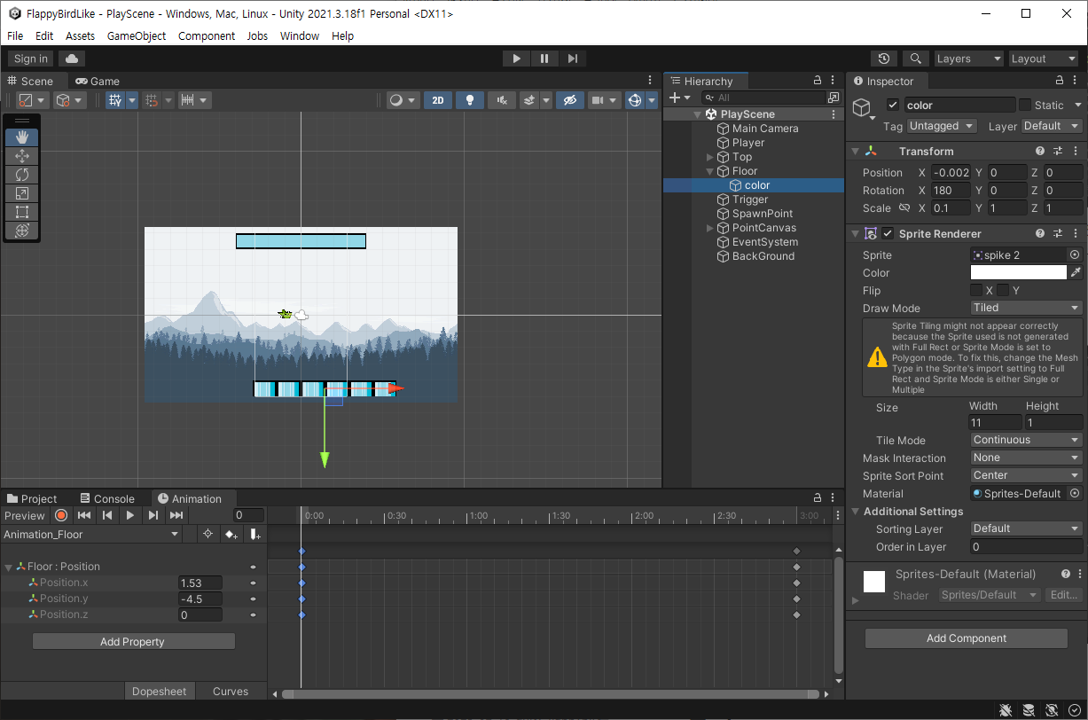 FlappyBirdLike - PlayScene - Windows, Mac, Linux - Unity 2021.3.18f1 Personal <DX11>
File Edit Assets GameObject Component Jobs Window Help
Sign in
Layers Layout
Scene Game
2D
Hierarchy
All
PlayScene
Main Camera
Player
Top
Floor
color
Trigger
SpawnPoint
PointCanvas
EventSystem
BackGround
Inspector
color Static
Tag Untagged Layer Default
Transform
Position X -0.002 Y 0 Z 0
Rotation X 180 Y 0 Z 0
Scale X 0.1 Y 1 Z 1
Sprite Renderer
Sprite spike 2
Color
Flip X Y
Draw Mode Tiled
Sprite Tiling might not appear correctly
because the Sprite used is not generated
with Full Rect or Sprite Mode is set to
Polygon mode. To fix this, change the Mesh
Type in the Sprite's import setting to
Full Rect and Sprite Mode is either Single or
Multiple
Size Width Height
11 1
Tile Mode Continuous
Mask Interaction None
Sprite Sort Point Center
Material Sprites-Default
Additional Settings
Sorting Layer Default
Order in Layer 0
Sprites-Default (Material)
Shader Sprites/Default Edit...
Add Component
Project Console Animation
Preview 0
0:00 0:30 1:00 1:30 2:00 2:30 3:00
Animation_Floor
Floor : Position
Position.x 1.53
Position.y -4.5
Position.z 0
Add Property
Dopesheet Curves